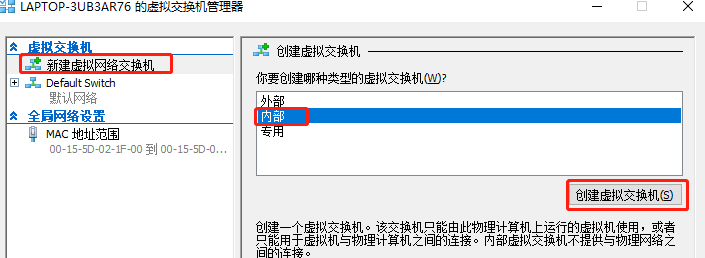 LAPTOP-3UB3AR76 的虚拟交换机管理器
虚拟交换机
新建虚拟网络交换机
Default Switch
默认网络
全局网络设置
MAC 地址范围
00-15-5D-02-1F-00 到 00-15-5D-0...
创建虚拟交换机
你要创建哪种类型的虚拟交换机(W)?
外部
内部
专用
创建虚拟交换机(S)
创建一个虚拟交换机。该交换机只能由此物理计算机上运行的虚拟机使用，或者
只能用于虚拟机与物理计算机之间的连接。内部虚拟交换机不提供与物理网络之
间的连接。